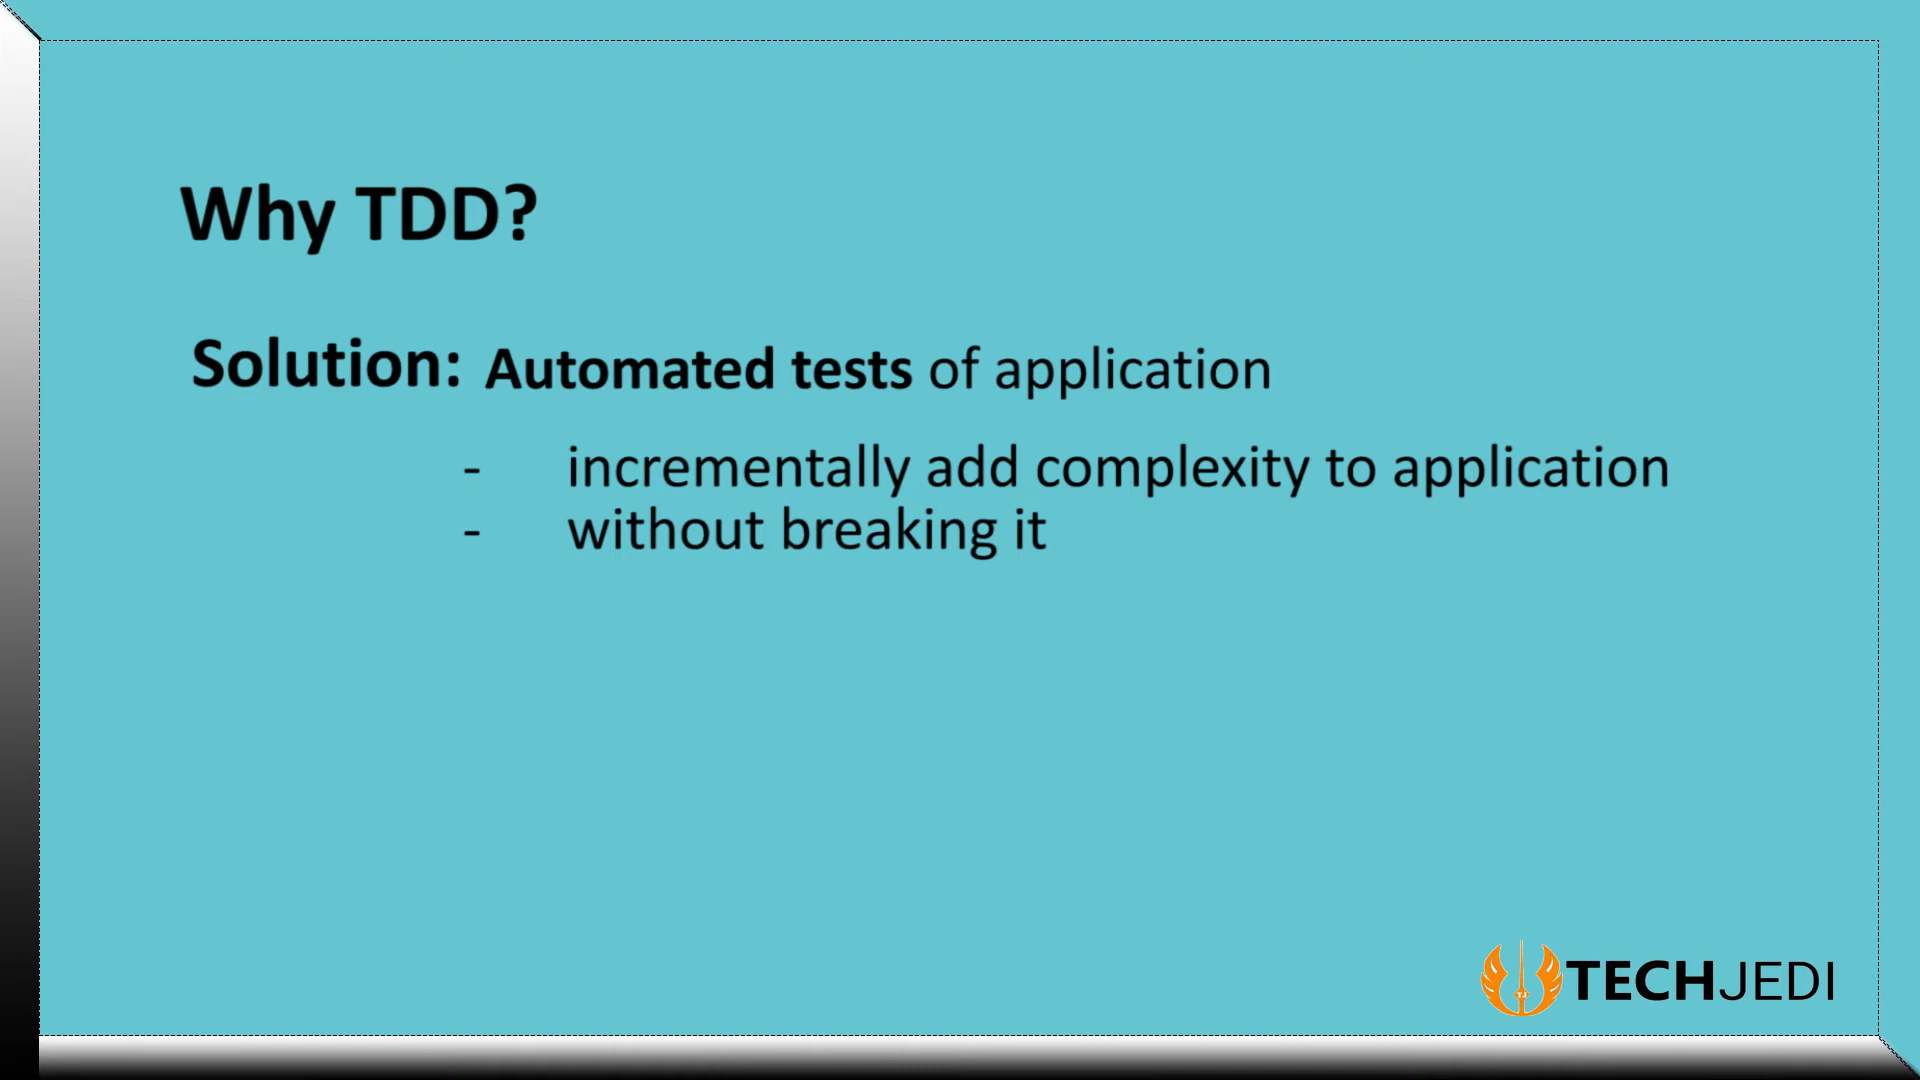 Why TDD?
Solution: Automated tests of application
- incrementally add complexity to application
- without breaking it
TECHJEDI